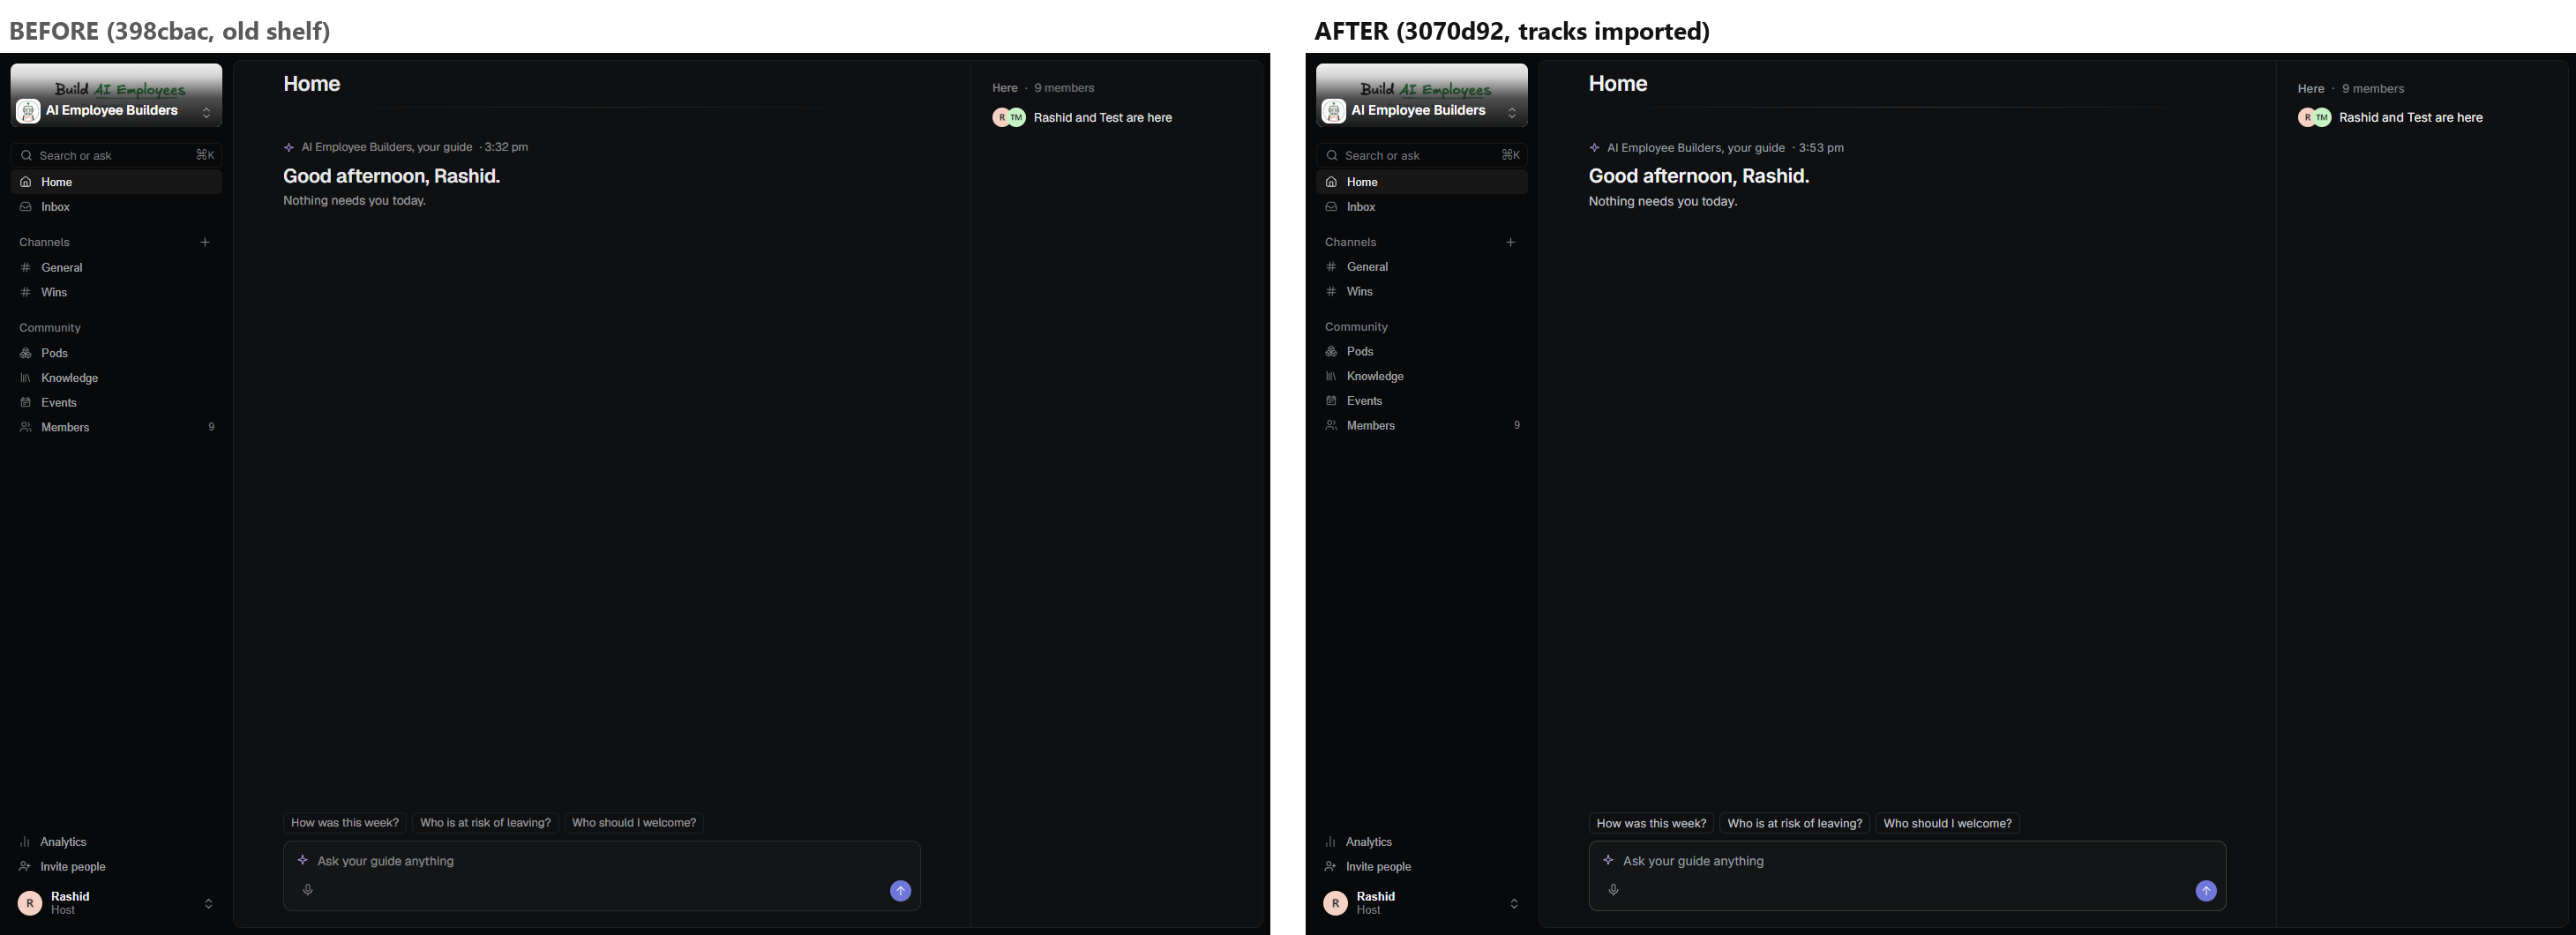 BEFORE (398cbac, old shelf)
Build AI Employees
AI Employee Builders
Search or ask ⌘K
Home
Inbox
Channels +
# General
# Wins
Community
Pods
Knowledge
Events
Members 9
Analytics
Invite people
R Rashid
Host
Home
AI Employee Builders, your guide · 3:32 pm
Good afternoon, Rashid.
Nothing needs you today.
How was this week? Who is at risk of leaving? Who should I welcome?
Ask your guide anything
Here · 9 members
R TM Rashid and Test are here
AFTER (3070d92, tracks imported)
Build AI Employees
AI Employee Builders
Search or ask ⌘K
Home
Inbox
Channels +
# General
# Wins
Community
Pods
Knowledge
Events
Members 9
Analytics
Invite people
R Rashid
Host
Home
AI Employee Builders, your guide · 3:53 pm
Good afternoon, Rashid.
Nothing needs you today.
How was this week? Who is at risk of leaving? Who should I welcome?
Ask your guide anything
Here · 9 members
R TM Rashid and Test are here